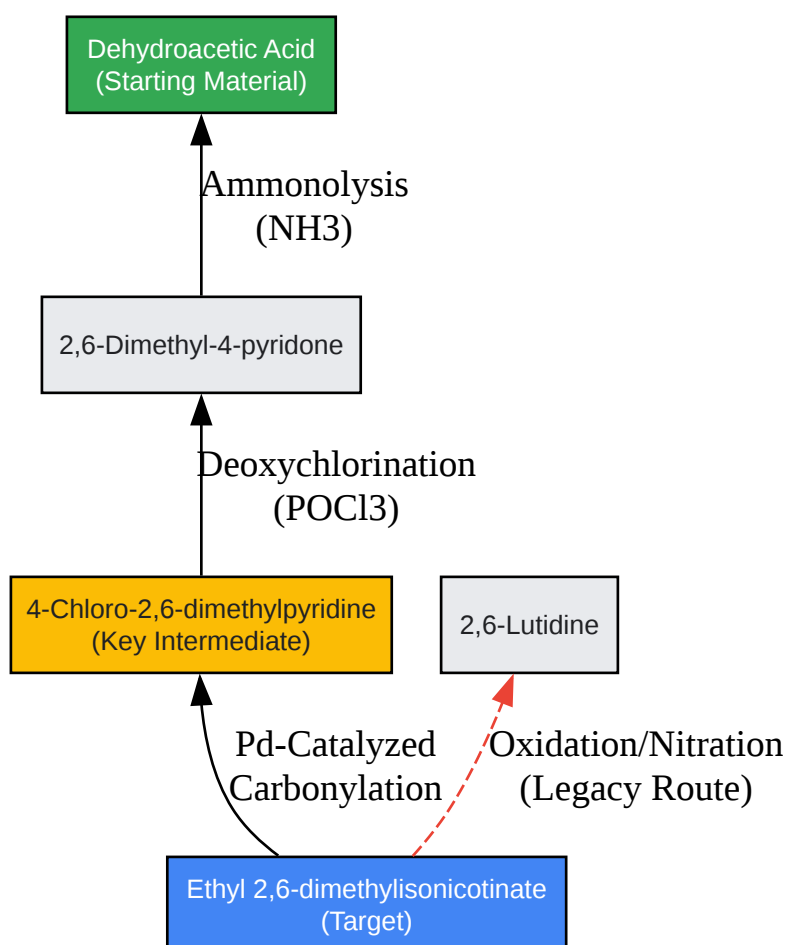 Dehydroacetic Acid
(Starting Material)
Ammonolysis
(NH3)
2,6-Dimethyl-4-pyridone
Deoxychlorination
(POCl3)
4-Chloro-2,6-dimethylpyridine
(Key Intermediate)
2,6-Lutidine
Pd-Catalyzed
Carbonylation
Oxidation/Nitration
(Legacy Route)
Ethyl 2,6-dimethylisonicotinate
(Target)